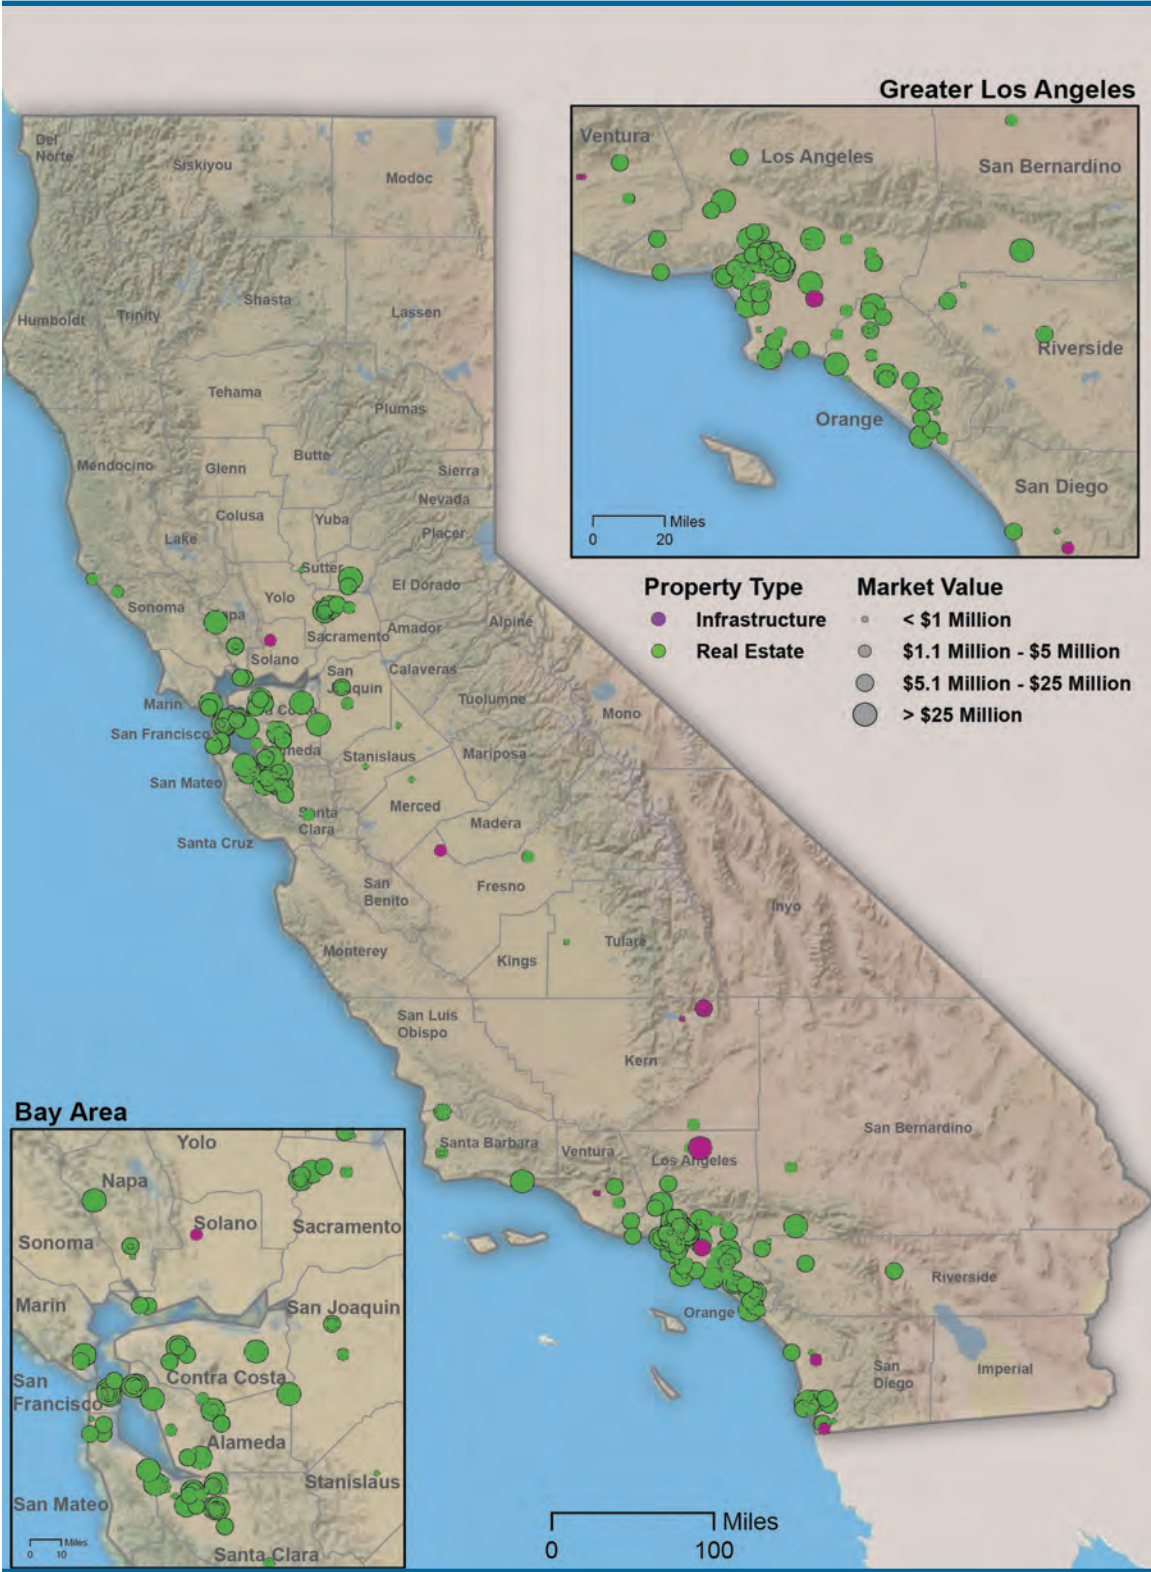 Greater Los Angeles
Ventura
Los Angeles
San Bernardino
Riverside
Orange
San Diego
Miles
0 20
Property Type
Infrastructure
Real Estate
Market Value
< $1 Million
$1.1 Million - $5 Million
$5.1 Million - $25 Million
> $25 Million
Del
Norte
Siskiyou
Modoc
Humboldt
Trinity
Shasta
Lassen
Tehama
Plumas
Mendocino
Glenn
Butte
Sierra
Nevada
Colusa
Yuba
Placer
Lake
Sutter
El Dorado
Sonoma
Yolo
Sacramento
Amador
Alpine
Solano
San
Calaveras
Marin
Tuolumne
Mono
San Francisco
Stanislaus
Mariposa
San Mateo
Merced
Santa
Clara
Madera
Santa Cruz
San
Benito
Fresno
Inyo
Monterey
Kings
Tulare
San Luis
Obispo
Kern
Santa Barbara
Ventura
Los Angeles
San Bernardino
Orange
Riverside
San
Diego
Imperial
Miles
0 100
Bay Area
Yolo
Napa
Solano
Sacramento
Sonoma
Marin
San Joaquin
San
Francisco
Contra Costa
Alameda
Stanislaus
San Mateo
Santa Clara
Miles
0 10